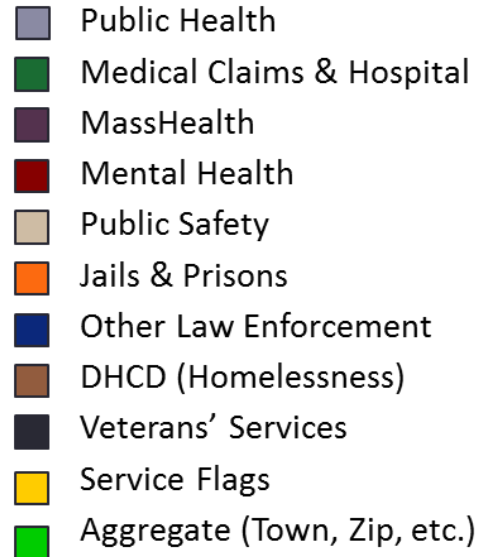 Public Health
Medical Claims & Hospital
MassHealth
Mental Health
Public Safety
Jails & Prisons
Other Law Enforcement
DHCD (Homelessness)
Veterans’ Services
Service Flags
Aggregate (Town, Zip, etc.)